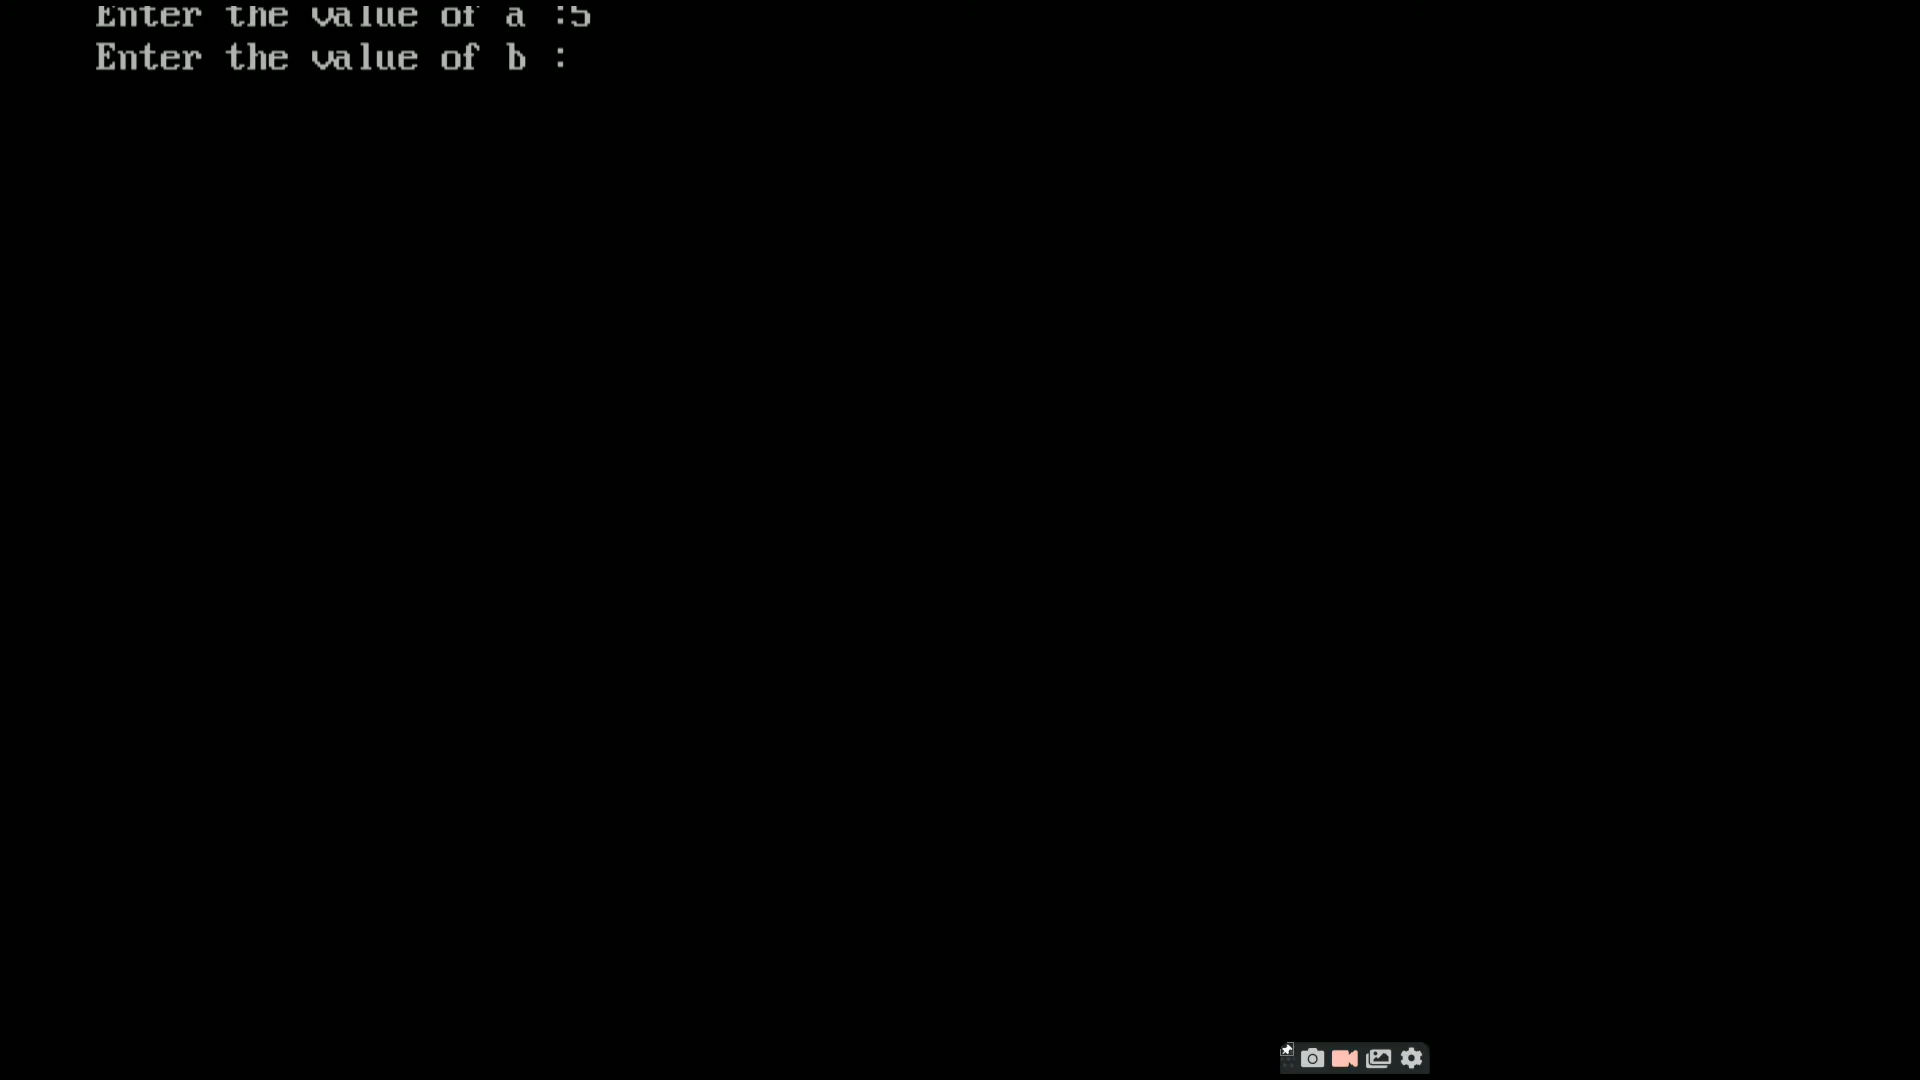 Enter the value of a :5
Enter the value of b :